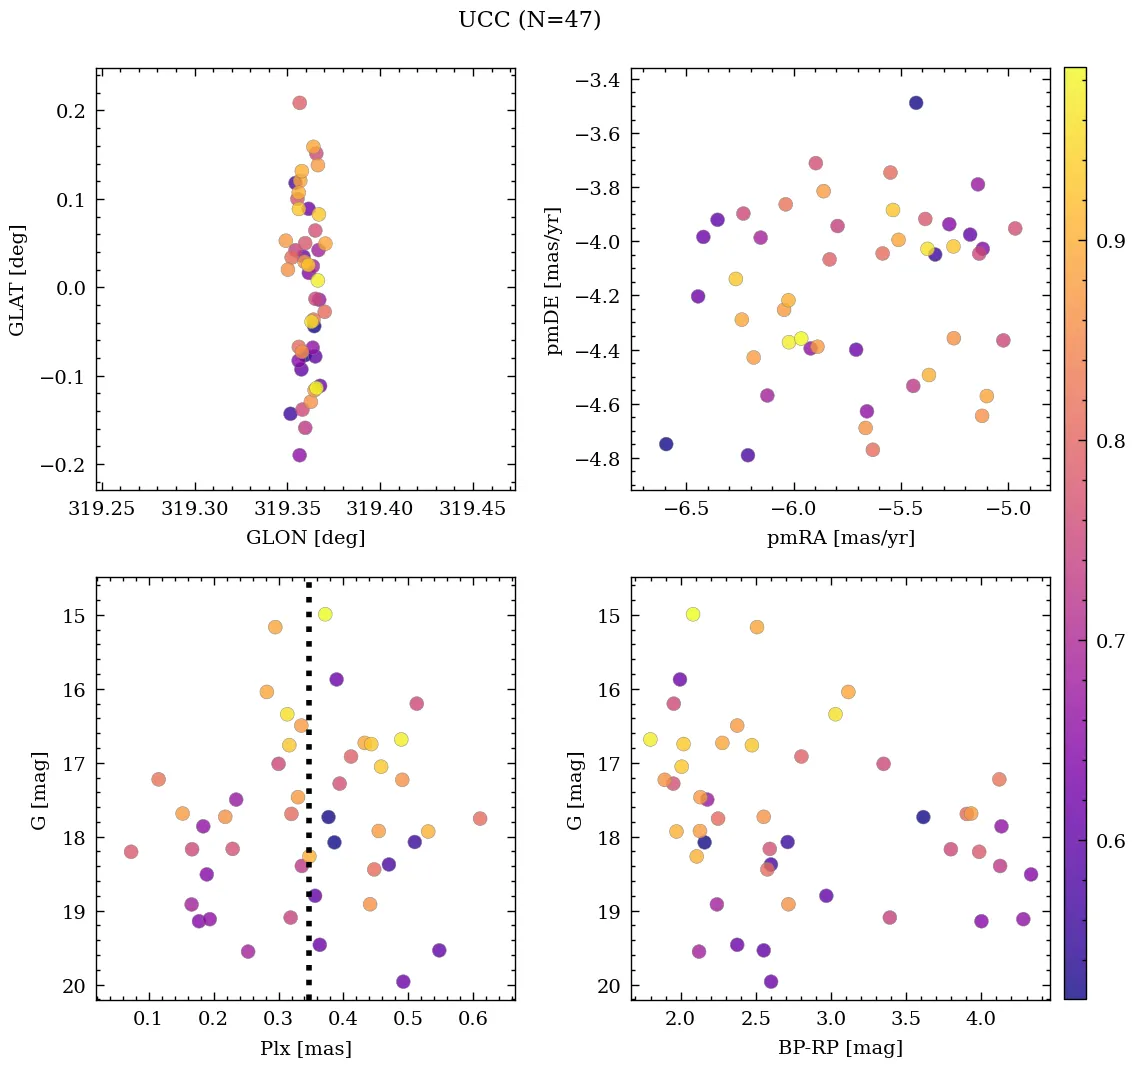 UCC (N=47)
0.2
0.1
0.0
−0.1
−0.2
GLAT [deg]
319.25 319.30 319.35 319.40 319.45
GLON [deg]
−3.4
−3.6
−3.8
−4.0
−4.2
−4.4
−4.6
−4.8
pmDE [mas/yr]
−6.5 −6.0 −5.5 −5.0
pmRA [mas/yr]
15
16
17
18
19
20
G [mag]
0.1 0.2 0.3 0.4 0.5 0.6
Plx [mas]
15
16
17
18
19
20
G [mag]
2.0 2.5 3.0 3.5 4.0
BP-RP [mag]
0.9
0.8
0.7
0.6